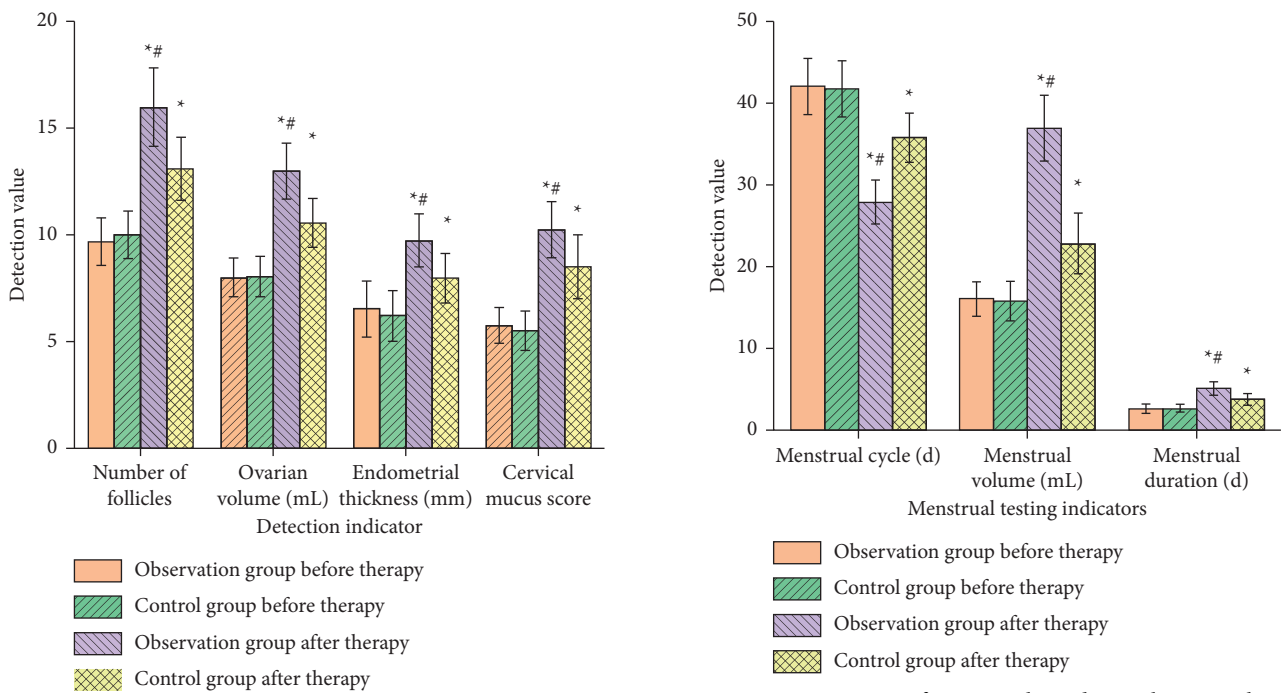 20
15
10
5
0
Detection value
*#
*
*#
*
*#
*
*#
*
Number of
follicles
Ovarian
volume (mL)
Endometrial
thickness (mm)
Cervical
mucus score
Detection indicator
Observation group before therapy
Control group before therapy
Observation group after therapy
Control group after therapy
50
40
30
20
10
0
Detection value
*#
*
*#
*
*#
*
Menstrual cycle (d)
Menstrual
volume (mL)
Menstrual
duration (d)
Menstrual testing indicators
Observation group before therapy
Control group before therapy
Observation group after therapy
Control group after therapy